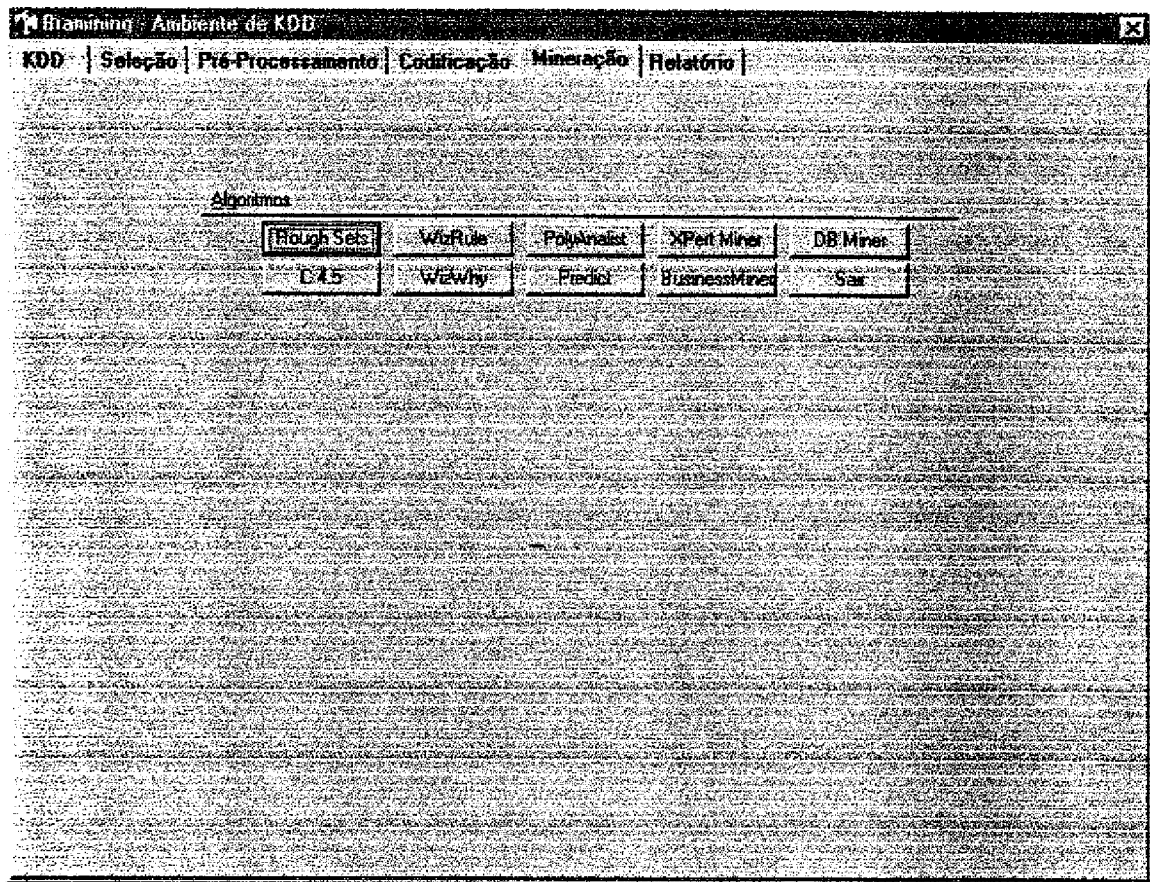 Bramining - Ambiente de KDD
KDD Seleção Pré-Processamento Codificação Mineração Relatório
Algoritmos
Rough Sets WizRule PolyAnalist XPert Miner DB Miner
C 4.5 WizWhy Predict BusinessMiner